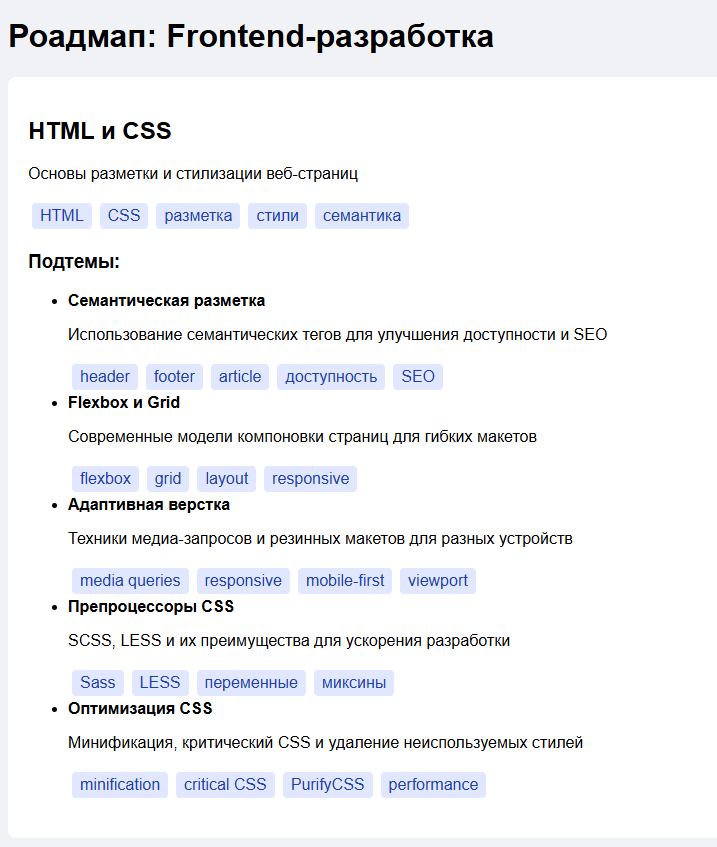 Роадмап: Frontend-разработка
HTML и CSS
Основы разметки и стилизации веб-страниц
HTML CSS разметка стили семантика
Подтемы:
• Семантическая разметка
Использование семантических тегов для улучшения доступности и SEO
header footer article доступность SEO
• Flexbox и Grid
Современные модели компоновки страниц для гибких макетов
flexbox grid layout responsive
• Адаптивная верстка
Техники медиа-запросов и резинных макетов для разных устройств
media queries responsive mobile-first viewport
• Препроцессоры CSS
SCSS, LESS и их преимущества для ускорения разработки
Sass LESS переменные миксины
• Оптимизация CSS
Минификация, критический CSS и удаление неиспользуемых стилей
minification critical CSS PurifyCSS performance